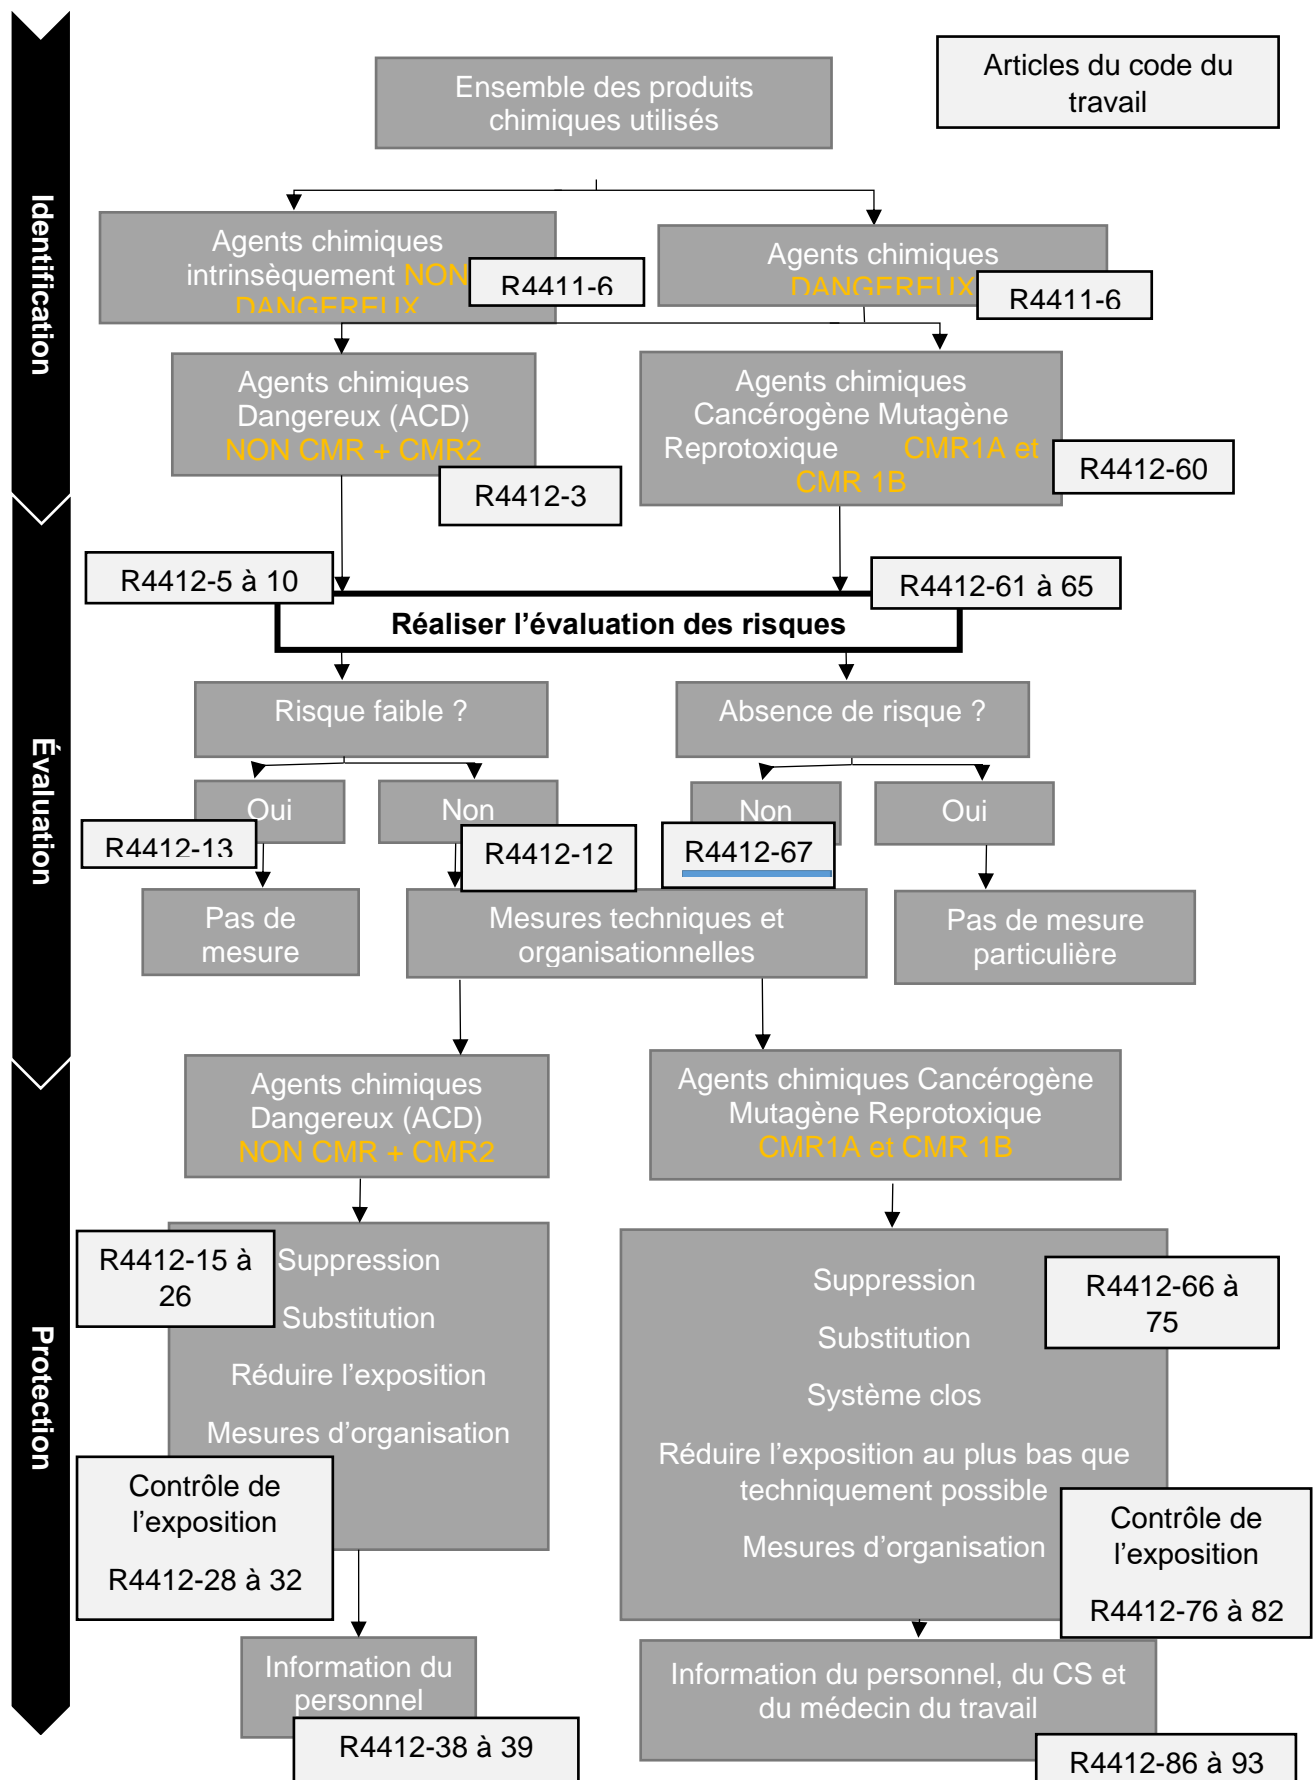 Articles du code du
travail
Ensemble des produits
chimiques utilisés
Identification
Agents chimiques
intrinsèquement NON
DANGEREUX
R4411-6
Agents chimiques
DANGEREUX
R4411-6
Agents chimiques
Dangereux (ACD)
NON CMR + CMR2
R4412-3
Agents chimiques
Cancérogène Mutagène
Reprotoxique CMR1A et
CMR 1B
R4412-60
Évaluation
R4412-5 à 10
R4412-61 à 65
Réaliser l’évaluation des risques
Risque faible ?
Absence de risque ?
Oui
Non
Non
Oui
R4412-13
R4412-12
R4412-67
Pas de
mesure
Mesures techniques et
organisationnelles
Pas de mesure
particulière
Protection
Agents chimiques
Dangereux (ACD)
NON CMR + CMR2
Agents chimiques Cancérogène
Mutagène Reprotoxique
CMR1A et CMR 1B
R4412-15 à
26
Suppression
Substitution
Réduire l’exposition
Mesures d’organisation
Contrôle de
l’exposition
R4412-28 à 32
Suppression
Substitution
Système clos
Réduire l’exposition au plus bas que
techniquement possible
Mesures d’organisation
R4412-66 à
75
Contrôle de
l’exposition
R4412-76 à 82
Information du
personnel
R4412-38 à 39
Information du personnel, du CS et
du médecin du travail
R4412-86 à 93